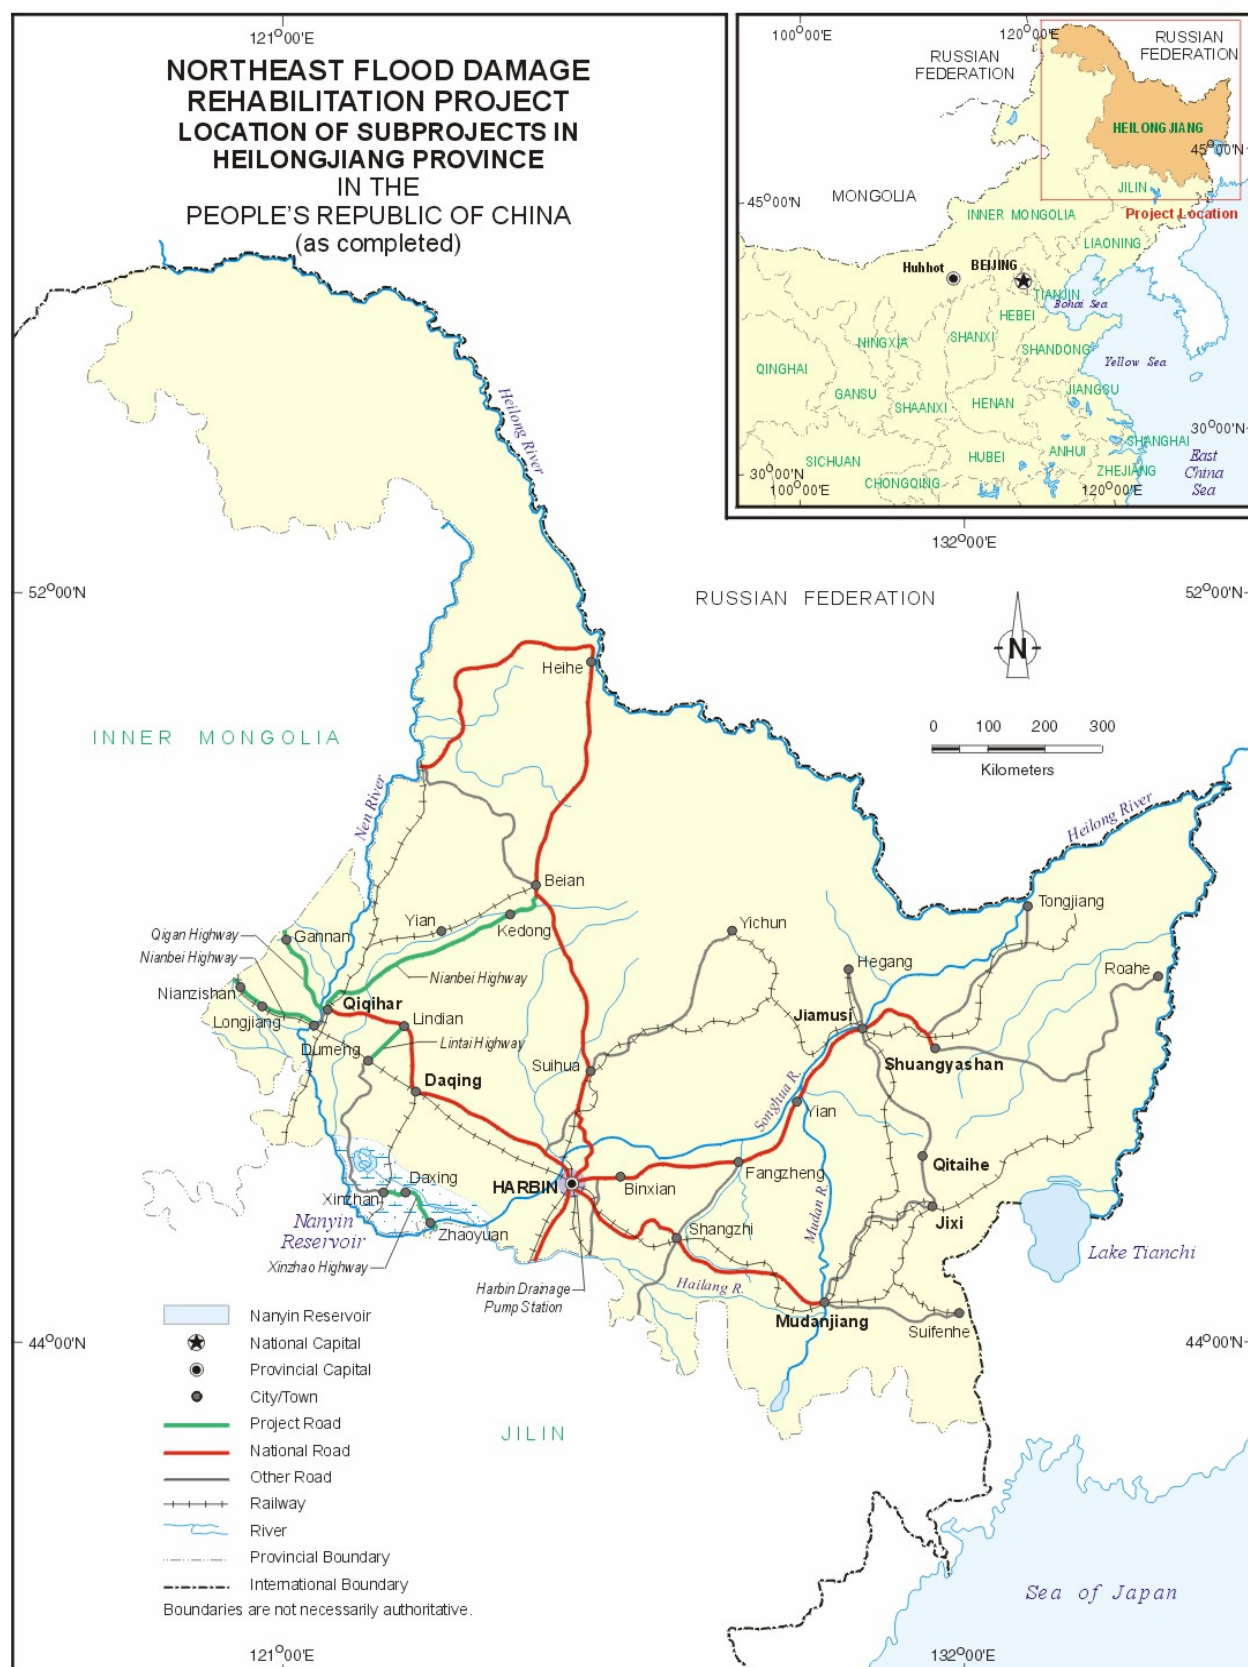 121°00'E
NORTHEAST FLOOD DAMAGE
REHABILITATION PROJECT
LOCATION OF SUBPROJECTS IN
HEILONGJIANG PROVINCE
IN THE
PEOPLE'S REPUBLIC OF CHINA
(as completed)
100°00'E
120°00'E
RUSSIAN
FEDERATION
RUSSIAN
FEDERATION
HEILONGJIANG
45°00'N
MONGOLIA
45°00'N
JILIN
INNER MONGOLIA
Project Location
LIAONING
Huhhot
BEIJING
TIANJIN
Bohai Sea
HEBEI
NINGXIA
SHANXI
SHANDONG
Yellow Sea
QINGHAI
GANSU
SHAANXI
HENAN
JIANGSU
30°00'N
SHANGHAI
SICHUAN
HUBEI
ANHUI
East
China
Sea
ZHEJIANG
30°00'N
CHONGQING
100°00'E
120°00'E
132°00'E
Heilong River
52°00'N
RUSSIAN FEDERATION
52°00'N
N
Heihe
INNER MONGOLIA
0 100 200 300
Kilometers
Nen River
Heilong River
Beian
Tongjiang
Yian
Kedong
Yichun
Qigan Highway
Gannan
Nianbei Highway
Nianbei Highway
Hegang
Roahe
Nianzishan
Qiqihar
Longjiang
Lindian
Jiamusi
Dumeng
Lintai Highway
Suihua
Shuangyashan
Daqing
Songhua R.
Yian
Qitaihe
Fangzheng
Daxing
HARBIN
Binxian
Xinzhan
Mudan R.
Jixi
Nanyin
Reservoir
Zhaoyuan
Shangzhi
Lake Tianchi
Xinzhao Highway
Hailang R.
Harbin Drainage
Pump Station
Mudanjiang
Suifenhe
44°00'N
44°00'N
Nanyin Reservoir
National Capital
Provincial Capital
City/Town
Project Road
JILIN
National Road
Other Road
Railway
River
Provincial Boundary
International Boundary
Boundaries are not necessarily authoritative.
Sea of Japan
121°00'E
132°00'E